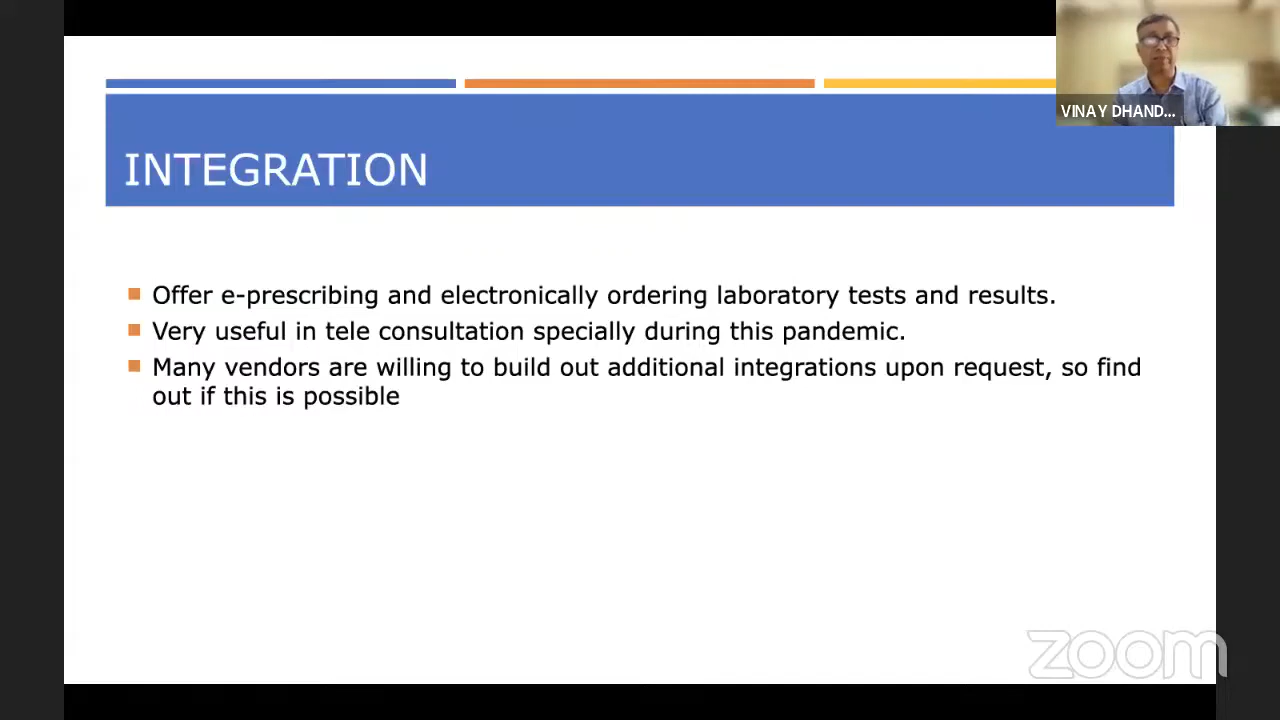 VINAY DHAND...
INTEGRATION
Offer e-prescribing and electronically ordering laboratory tests and results.
Very useful in tele consultation specially during this pandemic.
Many vendors are willing to build out additional integrations upon request, so find
out if this is possible
zoom